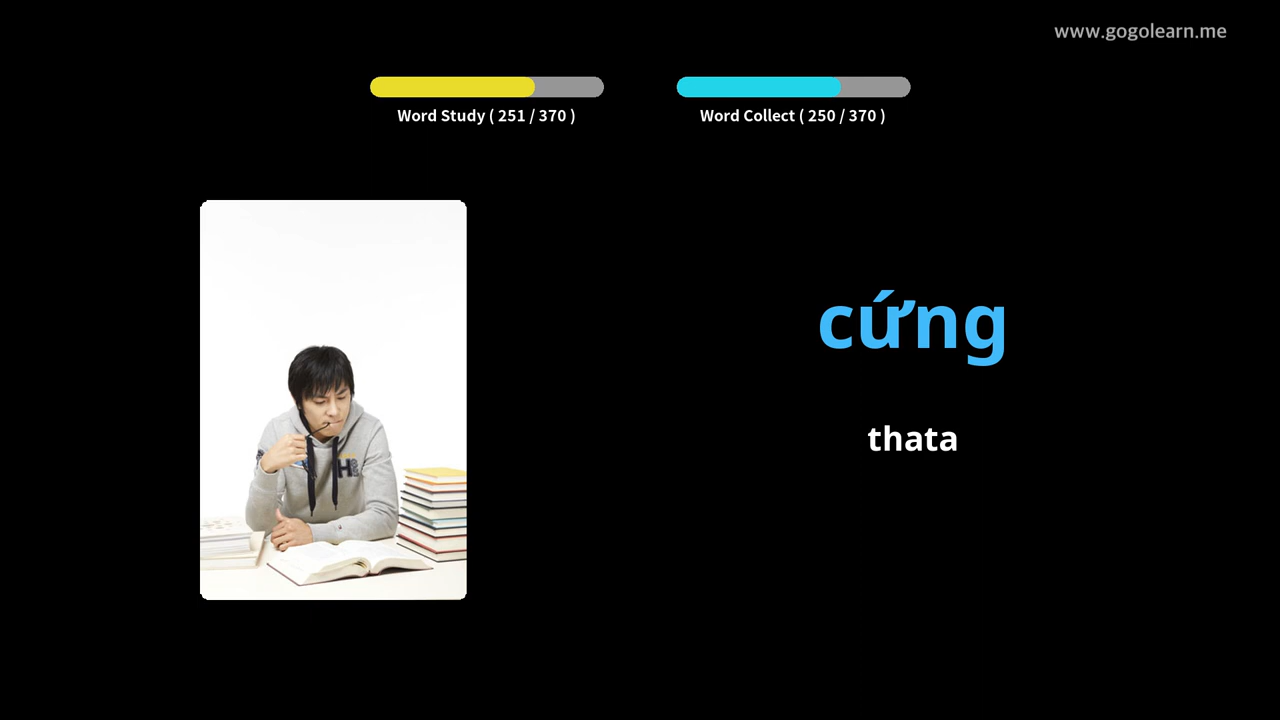 www.gogolearn.me
Word Study ( 251 / 370 )
Word Collect ( 250 / 370 )
cứng
thata
H